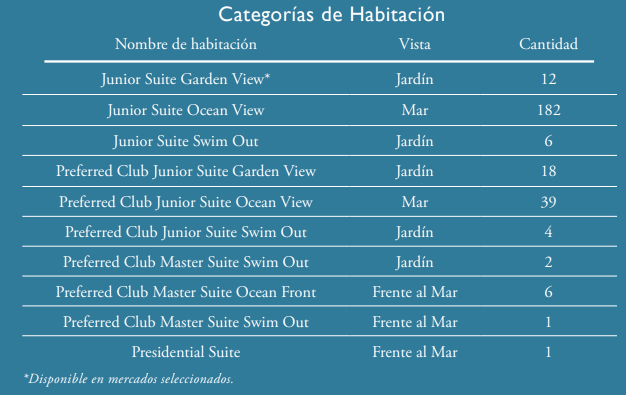 Categorías de Habitación
Nombre de habitación Vista Cantidad
Junior Suite Garden View* Jardín 12
Junior Suite Ocean View Mar 182
Junior Suite Swim Out Jardín 6
Preferred Club Junior Suite Garden View Jardín 18
Preferred Club Junior Suite Ocean View Mar 39
Preferred Club Junior Suite Swim Out Jardín 4
Preferred Club Master Suite Swim Out Jardín 2
Preferred Club Master Suite Ocean Front Frente al Mar 6
Preferred Club Master Suite Swim Out Frente al Mar 1
Presidential Suite Frente al Mar 1
*Disponible en mercados seleccionados.